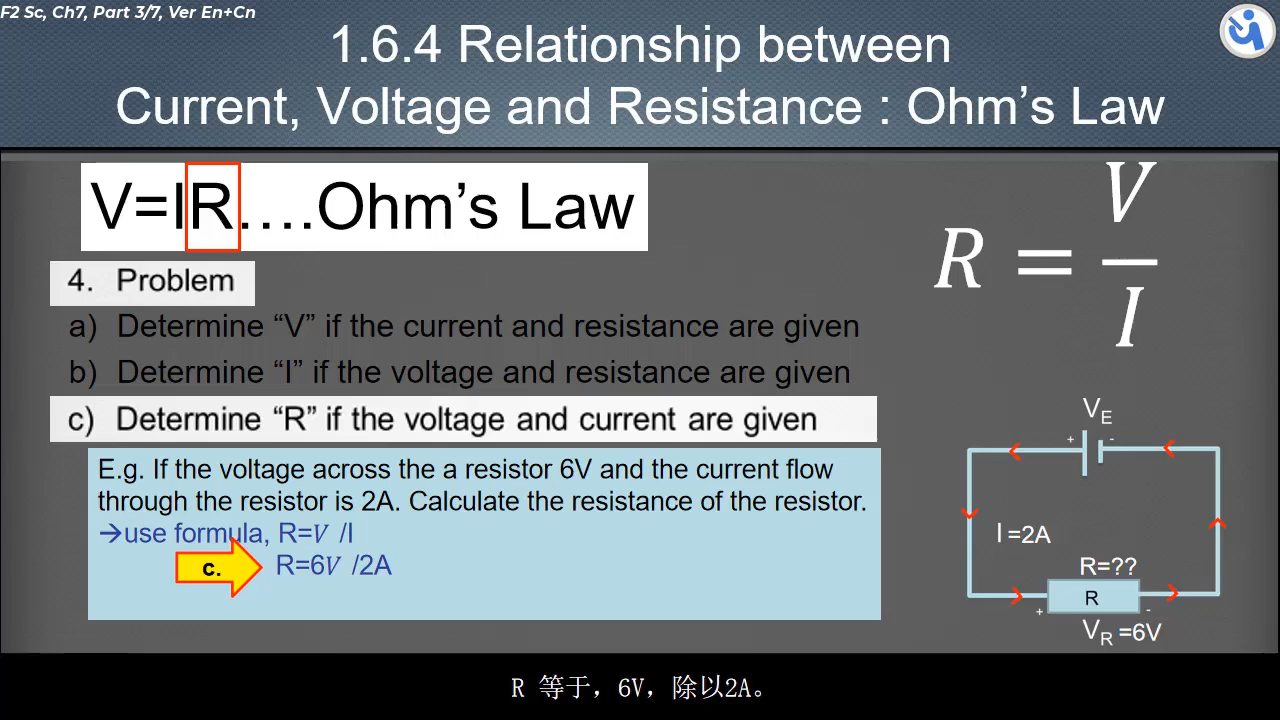 F2 Sc, Ch7, Part 3/7, Ver En+Cn
1.6.4 Relationship between
Current, Voltage and Resistance : Ohm’s Law
V=IR….Ohm’s Law
R = V/I
4. Problem
a) Determine “V” if the current and resistance are given
b) Determine “I” if the voltage and resistance are given
c) Determine “R” if the voltage and current are given
E.g. If the voltage across the a resistor 6V and the current flow
through the resistor is 2A. Calculate the resistance of the resistor.
→use formula, R=V /I
c. R=6V /2A
VE
+ -
I =2A
R=??
R
+ -
VR =6V
R 等于，6V，除以2A。